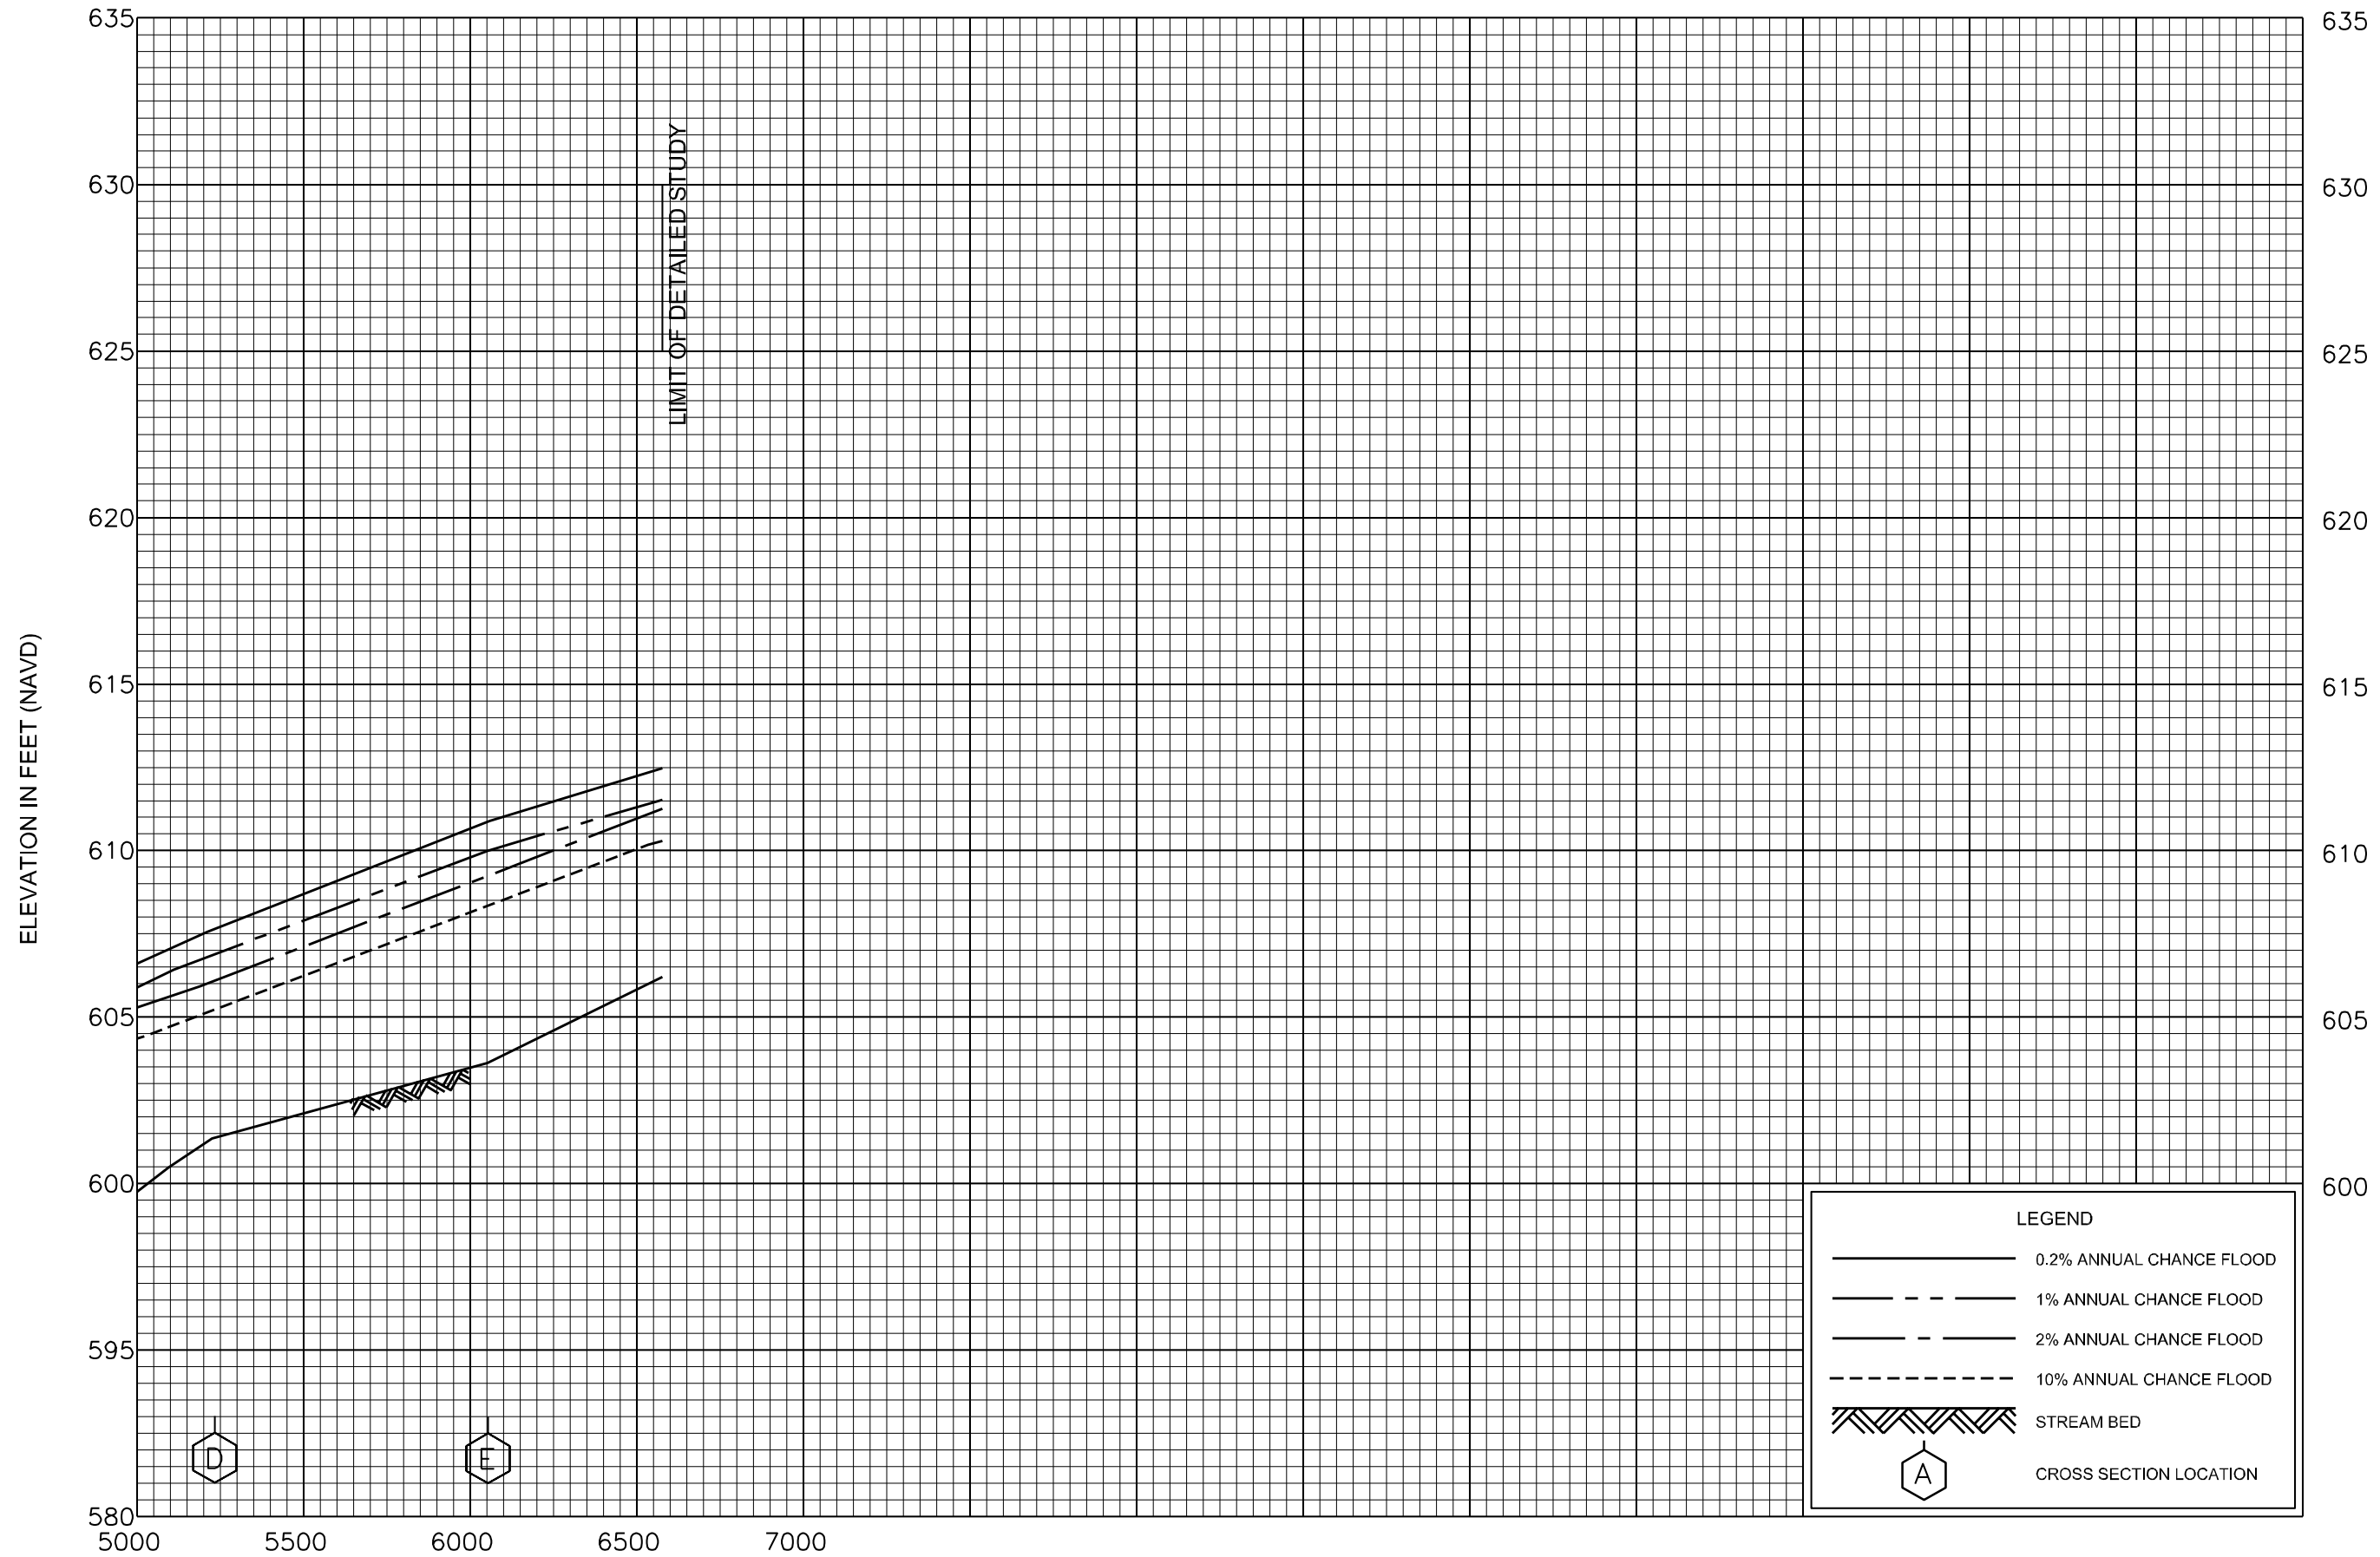 635
630
625
620
615
610
605
600
595
580
635
630
625
620
615
610
605
600
ELEVATION IN FEET (NAVD)
LIMIT OF DETAILED STUDY
D
E
5000
5500
6000
6500
7000
LEGEND
0.2% ANNUAL CHANCE FLOOD
1% ANNUAL CHANCE FLOOD
2% ANNUAL CHANCE FLOOD
10% ANNUAL CHANCE FLOOD
STREAM BED
A
CROSS SECTION LOCATION